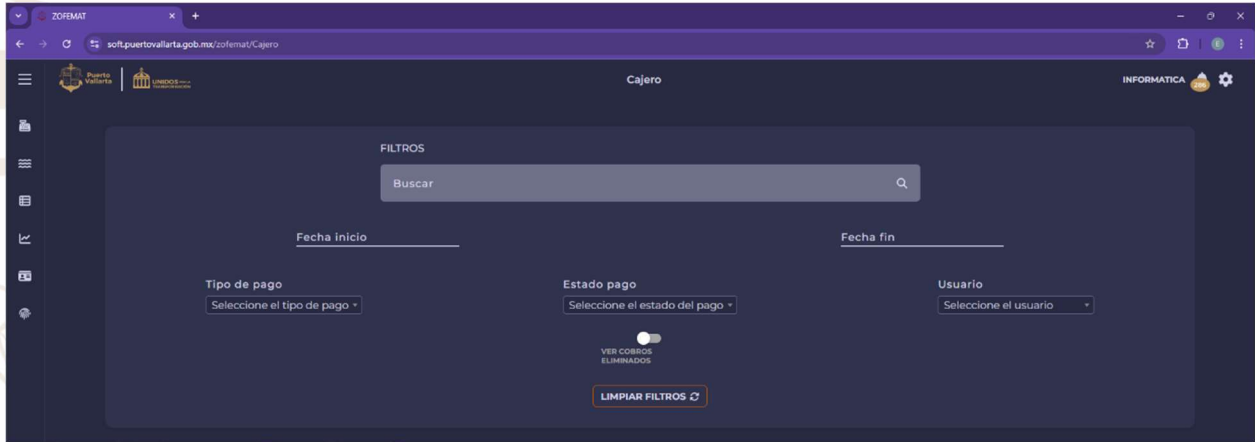 ZOFEMAT
soft.puertovallarta.gob.mx/zofemat/Cajero
E
Puerto
Vallarta
UNIDOS
Cajero
INFORMATICA
286
FILTROS
Buscar
Fecha inicio
Fecha fin
Tipo de pago
Estado pago
Usuario
Seleccione el tipo de pago
Seleccione el estado del pago
Seleccione el usuario
VER COBROS
ELIMINADOS
LIMPIAR FILTROS